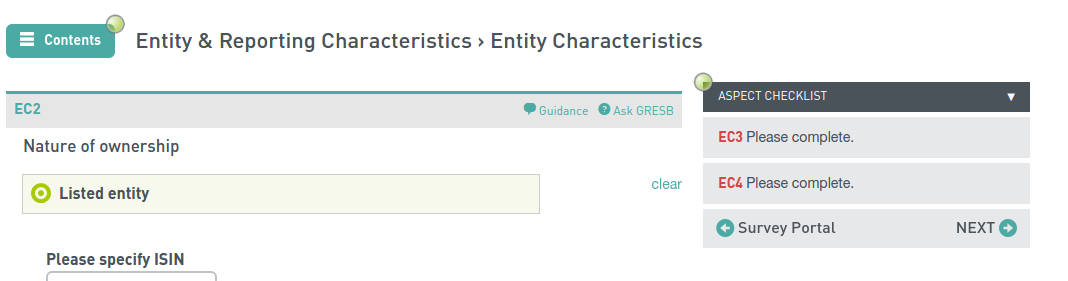 Contents
Entity & Reporting Characteristics › Entity Characteristics
EC2
Guidance
Ask GRESB
Nature of ownership
Listed entity
clear
Please specify ISIN
ASPECT CHECKLIST
EC3 Please complete.
EC4 Please complete.
Survey Portal
NEXT